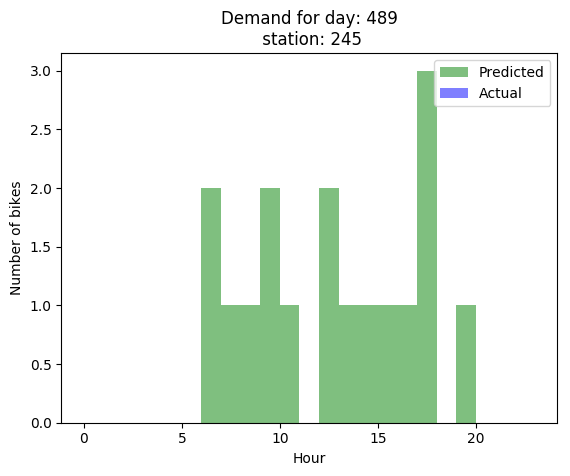 Demand for day: 489
station: 245
Predicted
Actual
Number of bikes
3.0
2.5
2.0
1.5
1.0
0.5
0.0
0 5 10 15 20
Hour